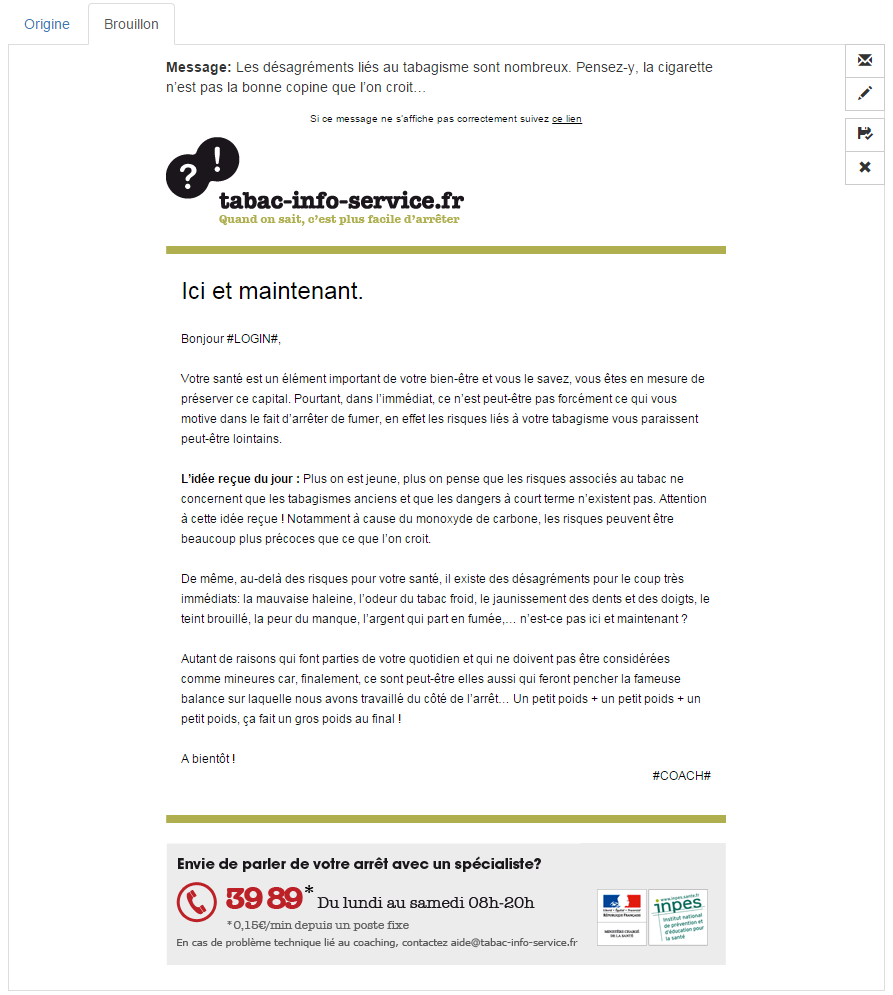 Origine
Brouillon
Message: Les désagréments liés au tabagisme sont nombreux. Pensez-y, la cigarette
n'est pas la bonne copine que l'on croit…
Si ce message ne s'affiche pas correctement suivez ce lien
?!
tabac-info-service.fr
Quand on sait, c'est plus facile d'arrêter
Ici et maintenant.
Bonjour #LOGIN#,
Votre santé est un élément important de votre bien-être et vous le savez, vous êtes en mesure de
préserver ce capital. Pourtant, dans l'immédiat, ce n'est peut-être pas forcément ce qui vous
motive dans le fait d'arrêter de fumer, en effet les risques liés à votre tabagisme vous paraissent
peut-être lointains.
L'idée reçue du jour : Plus on est jeune, plus on pense que les risques associés au tabac ne
concernent que les tabagismes anciens et que les dangers à court terme n'existent pas. Attention
à cette idée reçue ! Notamment à cause du monoxyde de carbone, les risques peuvent être
beaucoup plus précoces que ce que l'on croit.
De même, au-delà des risques pour votre santé, il existe des désagréments pour le coup très
immédiats: la mauvaise haleine, l'odeur du tabac froid, le jaunissement des dents et des doigts, le
teint brouillé, la peur du manque, l'argent qui part en fumée,… n'est-ce pas ici et maintenant ?
Autant de raisons qui font parties de votre quotidien et qui ne doivent pas être considérées
comme mineures car, finalement, ce sont peut-être elles aussi qui feront pencher la fameuse
balance sur laquelle nous avons travaillé du côté de l'arrêt… Un petit poids + un petit poids + un
petit poids, ça fait un gros poids au final !
A bientôt !
#COACH#
Envie de parler de votre arrêt avec un spécialiste?
39 89* Du lundi au samedi 08h-20h
*0,15€/min depuis un poste fixe
En cas de problème technique lié au coaching, contactez aide@tabac-info-service.fr
Liberté • Égalité • Fraternité
RÉPUBLIQUE FRANÇAISE
MINISTÈRE CHARGÉ
DE LA SANTÉ
www.inpes.sante.fr
inpes
Institut national
de prévention et
d'éducation pour
la santé